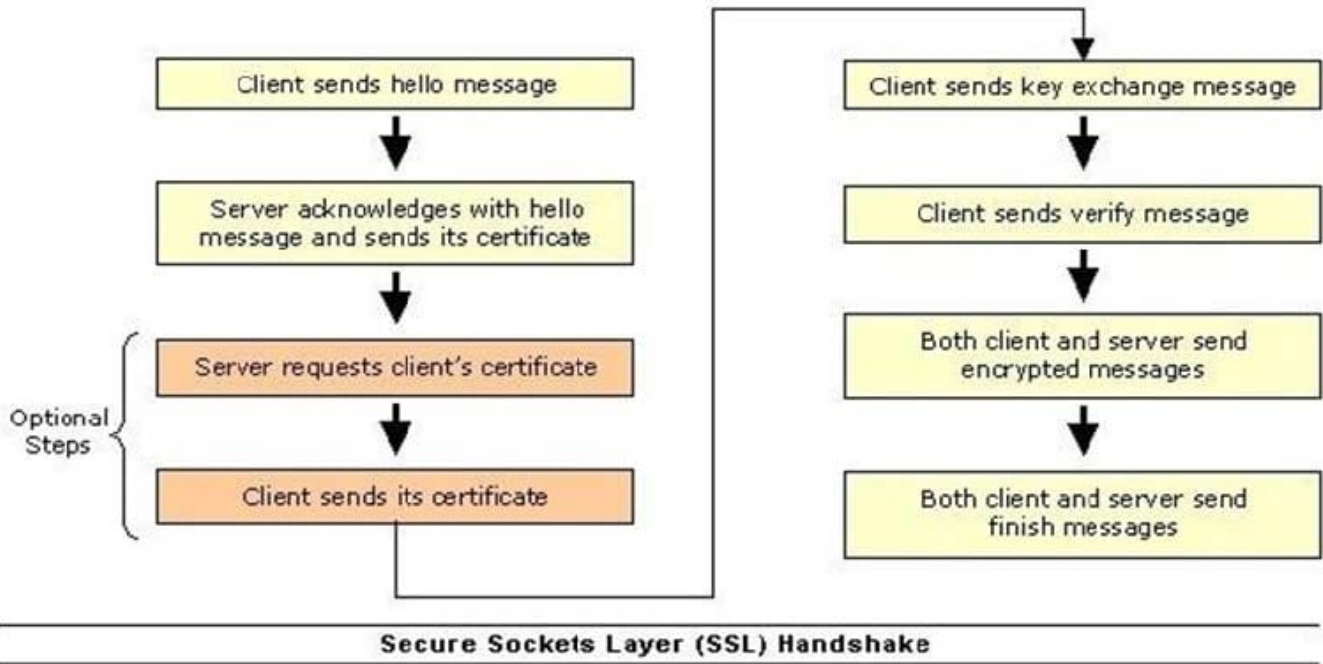 Client sends hello message
Server acknowledges with hello
message and sends its certificate
Server requests client's certificate
Optional
Steps
Client sends its certificate
Client sends key exchange message
Client sends verify message
Both client and server send
encrypted messages
Both client and server send
finish messages
Secure Sockets Layer (SSL) Handshake